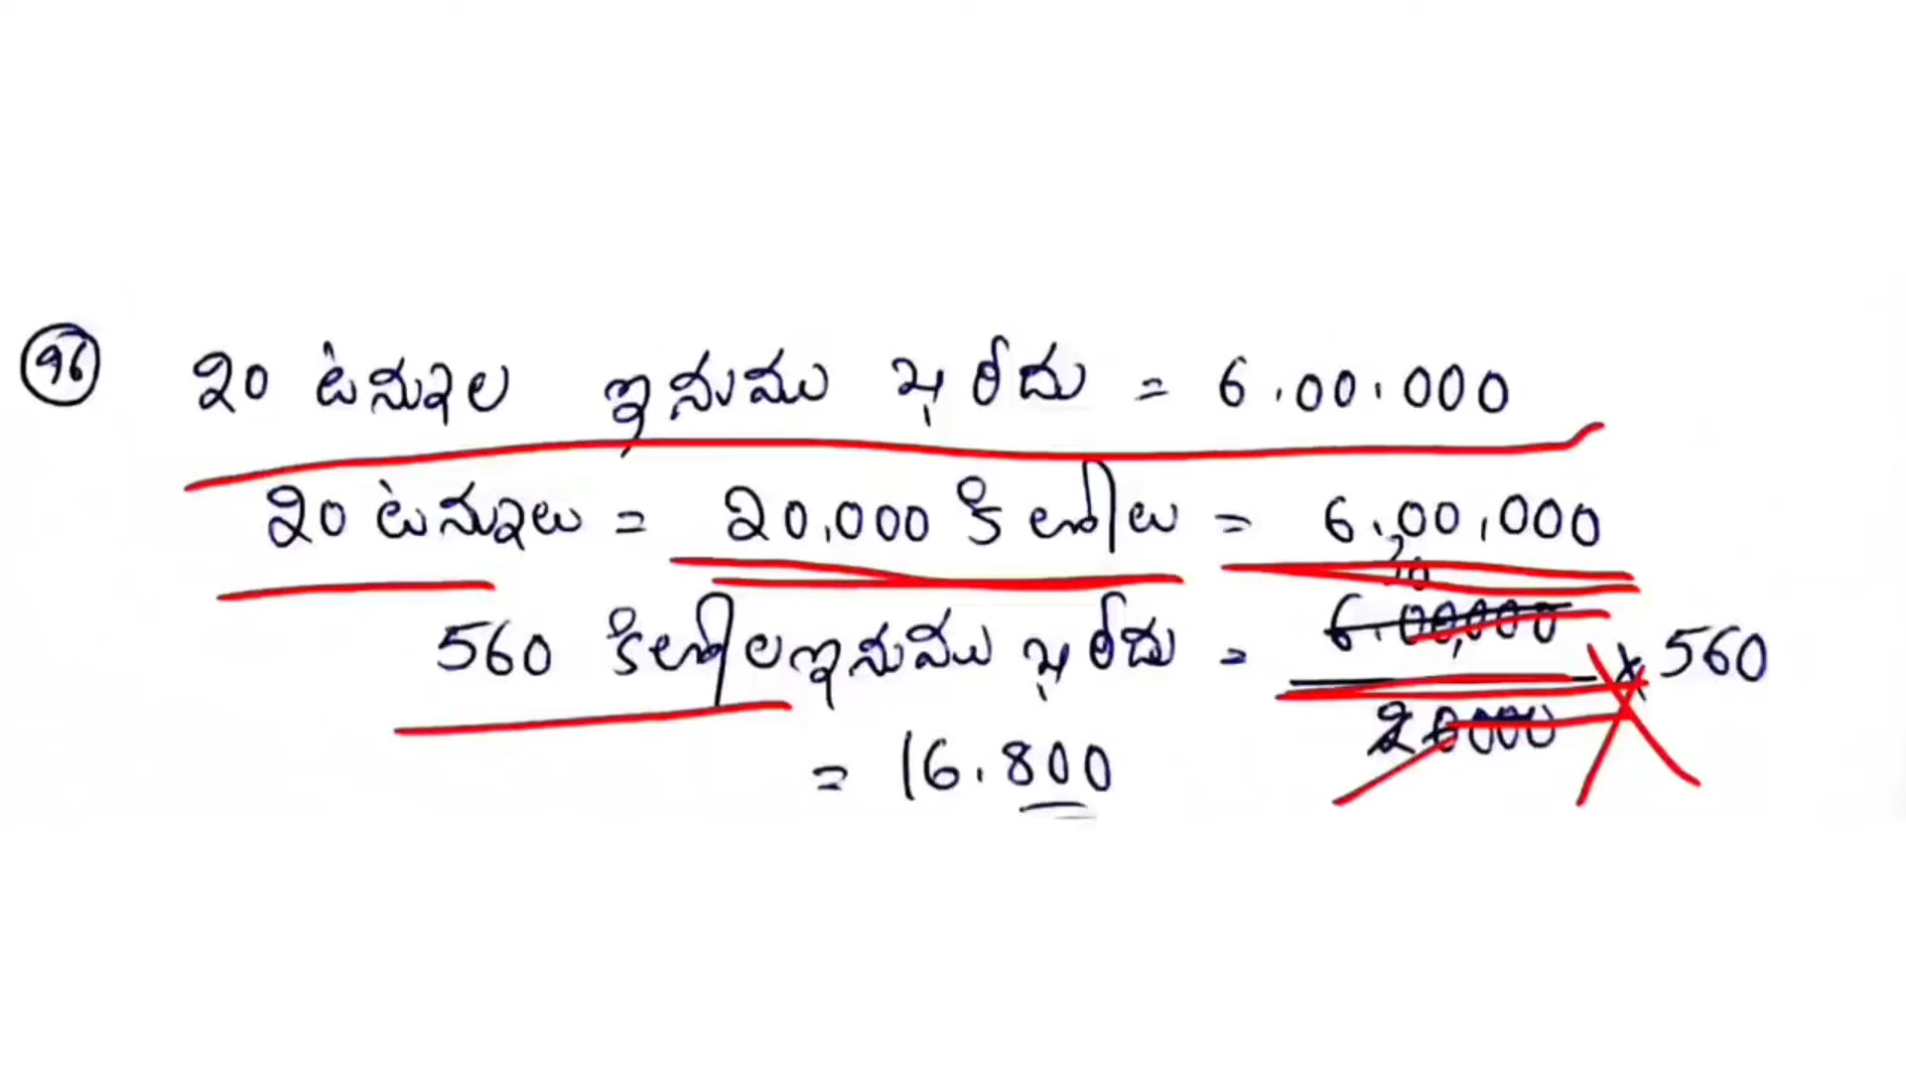 96 20 టన్నుల ఇనుము ఖరీదు = 6,00,000
20 టన్నులు = 20,000 కిలోలు = 6,00,000
560 కిలోల ఇనుము ఖరీదు = 6,00,000 / 20000 × 560
= 16,800